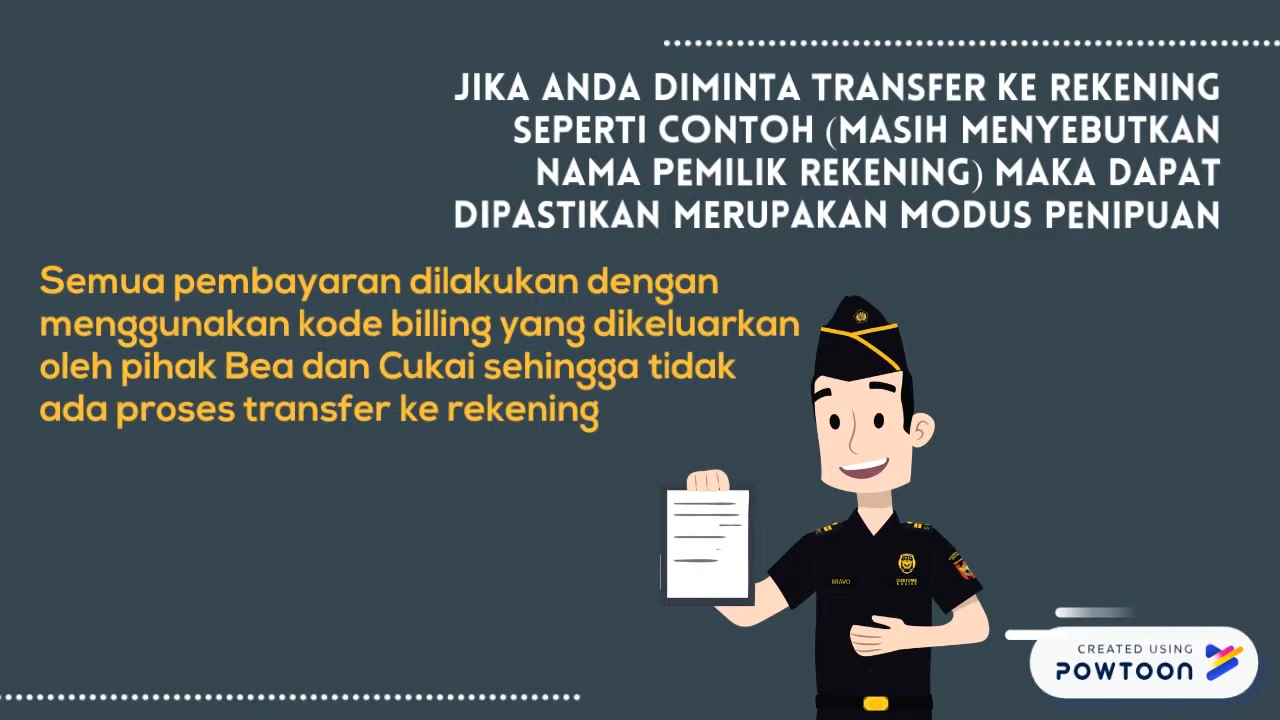 JIKA ANDA DIMINTA TRANSFER KE REKENING
SEPERTI CONTOH (MASIH MENYEBUTKAN
NAMA PEMILIK REKENING) MAKA DAPAT
DIPASTIKAN MERUPAKAN MODUS PENIPUAN
Semua pembayaran dilakukan dengan
menggunakan kode billing yang dikeluarkan
oleh pihak Bea dan Cukai sehingga tidak
ada proses transfer ke rekening
BRAVO
CUSTOMS
CREATED USING
POWTOON